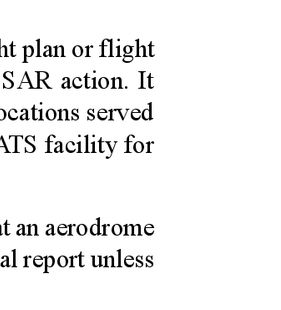 ht plan or flight
SAR action. It
ocations served
ATS facility for
at an aerodrome
al report unless